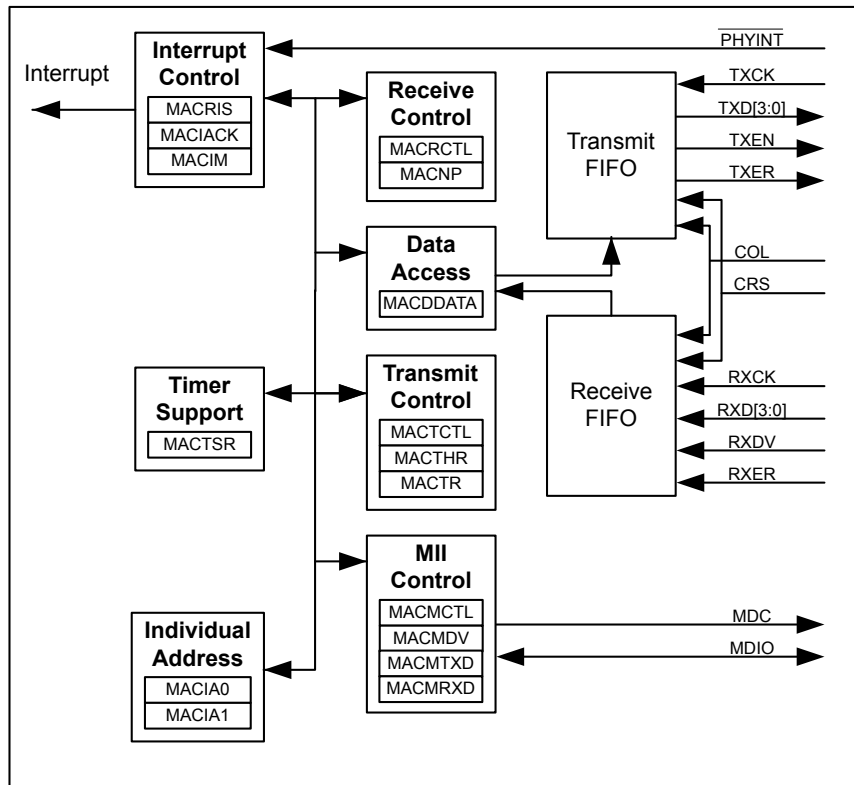 Interrupt
Interrupt
Control
MACRIS
MACIACK
MACIM
Receive
Control
MACRCTL
MACNP
Data
Access
MACDDATA
Timer
Support
MACTSR
Transmit
Control
MACTCTL
MACTHR
MACTR
Individual
Address
MACIA0
MACIA1
MII
Control
MACMCTL
MACMDV
MACMTXD
MACMRXD
Transmit
FIFO
Receive
FIFO
PHYINT
TXCK
TXD[3:0]
TXEN
TXER
COL
CRS
RXCK
RXD[3:0]
RXDV
RXER
MDC
MDIO